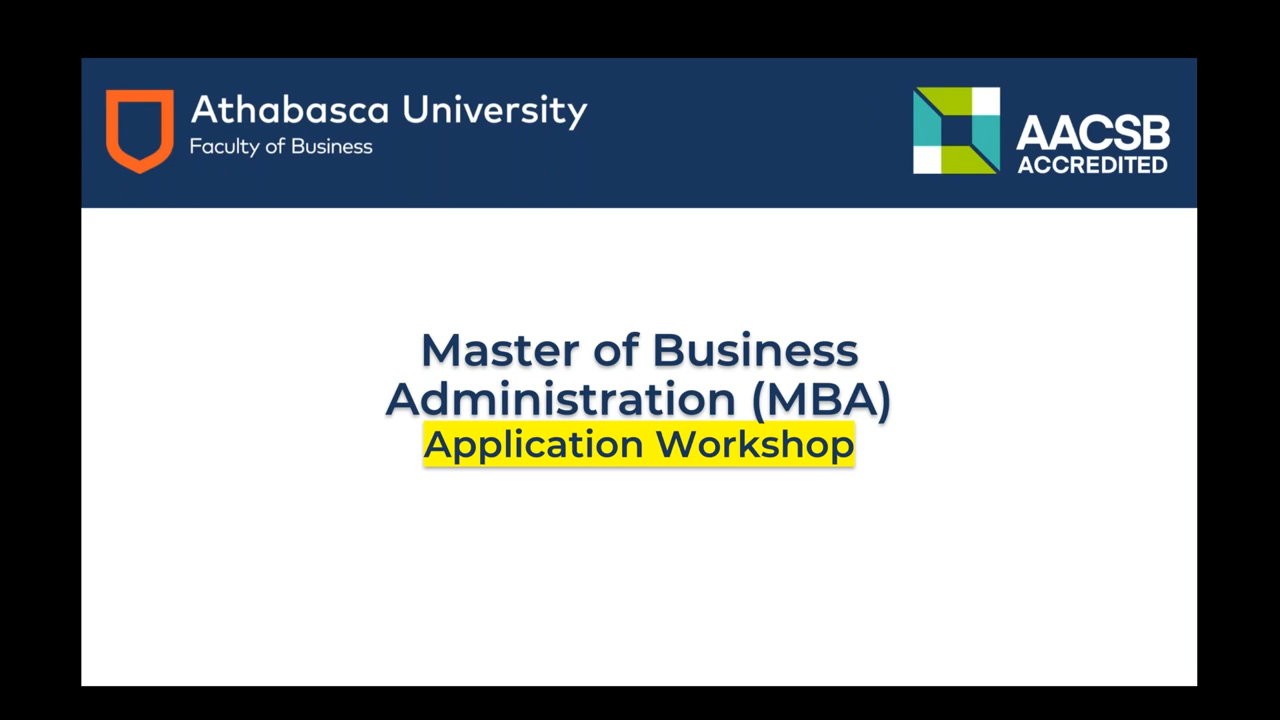 Athabasca University
Faculty of Business
AACSB
ACCREDITED
Master of Business
Administration (MBA)
Application Workshop